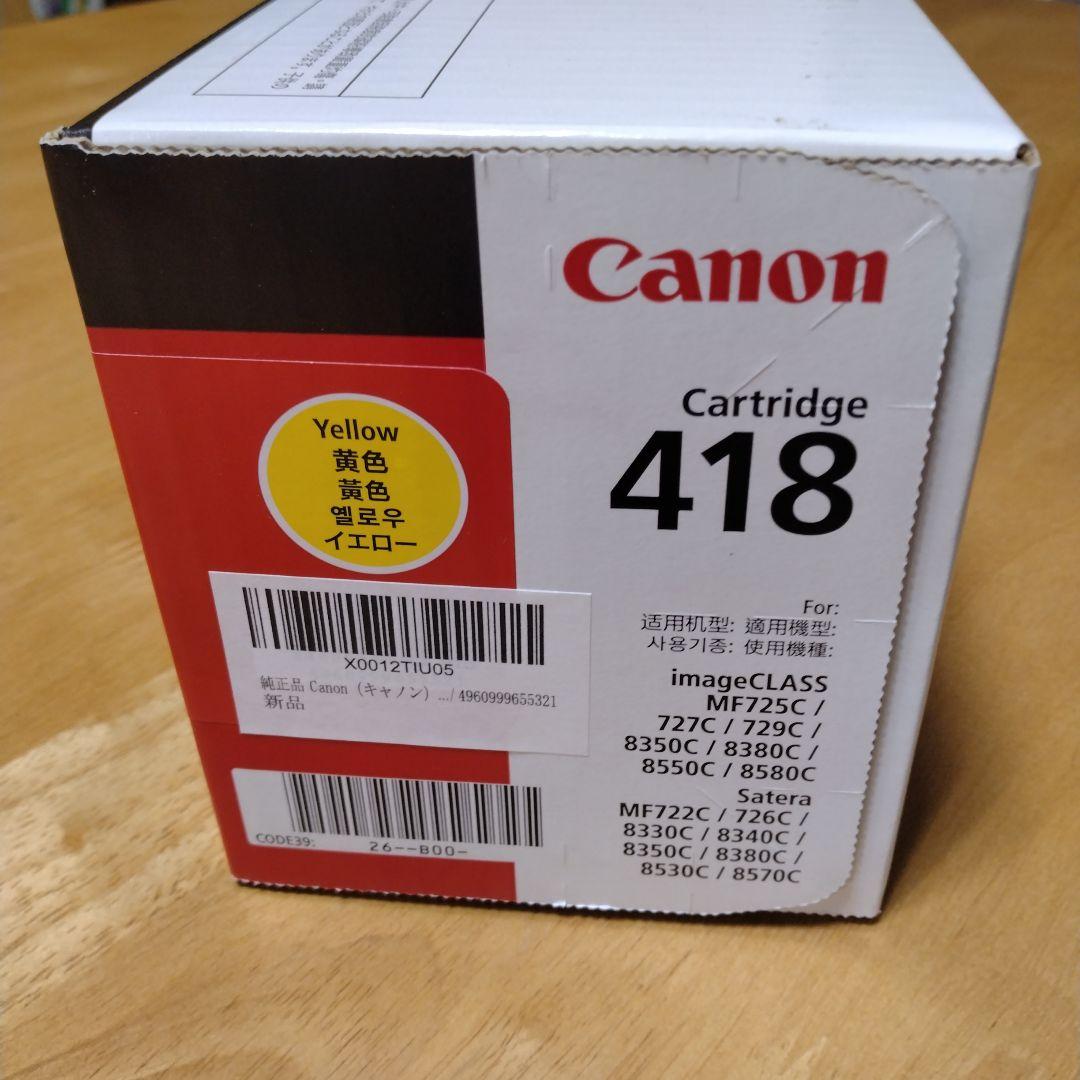 Canon
Cartridge
418
Yellow
黄色
黃色
옐로우
イエロー
For:
适用机型: 適用機型:
사용기종: 使用機種:
imageCLASS
MF725C /
727C / 729C /
8350C / 8380C /
8550C / 8580C
Satera
MF722C / 726C /
8330C / 8340C /
8350C / 8380C /
8530C / 8570C
X0012TIU05
純正品 Canon (キャノン) .../ 4960999655321
新品
CODE39:
26--B00-